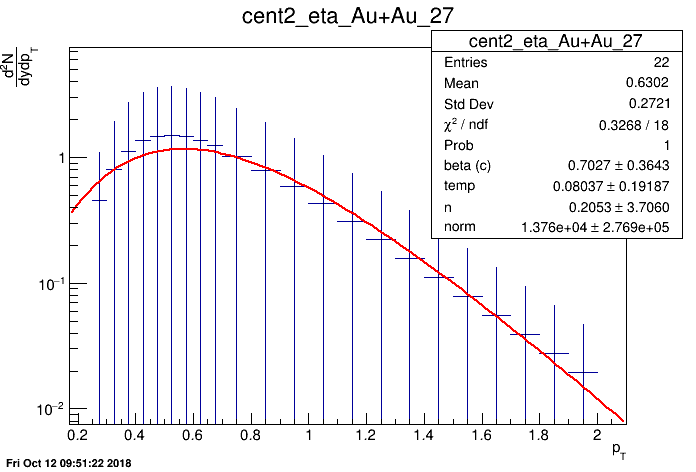 cent2_eta_Au+Au_27
d²N
dydp_T
cent2_eta_Au+Au_27
Entries 22
Mean 0.6302
Std Dev 0.2721
χ² / ndf 0.3268 / 18
Prob 1
beta (c) 0.7027 ± 0.3643
temp 0.08037 ± 0.19187
n 0.2053 ± 3.7060
norm 1.376e+04 ± 2.769e+05
1
10⁻¹
10⁻²
0.2 0.4 0.6 0.8 1 1.2 1.4 1.6 1.8 2
p_T
Fri Oct 12 09:51:22 2018